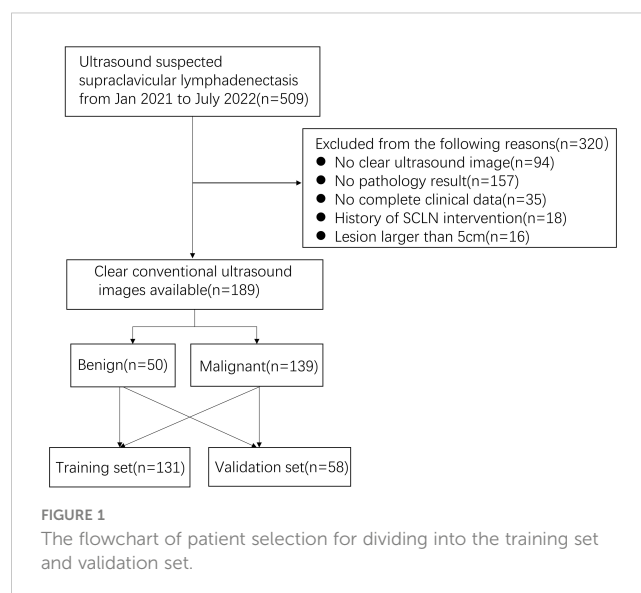 Ultrasound suspected
supraclavicular lymphadenectasis
from Jan 2021 to July 2022(n=509)
Excluded from the following reasons(n=320)
● No clear ultrasound image(n=94)
● No pathology result(n=157)
● No complete clinical data(n=35)
● History of SCLN intervention(n=18)
● Lesion larger than 5cm(n=16)
Clear conventional ultrasound
images available(n=189)
Benign(n=50)
Malignant(n=139)
Training set(n=131)
Validation set(n=58)
FIGURE 1
The flowchart of patient selection for dividing into the training set
and validation set.